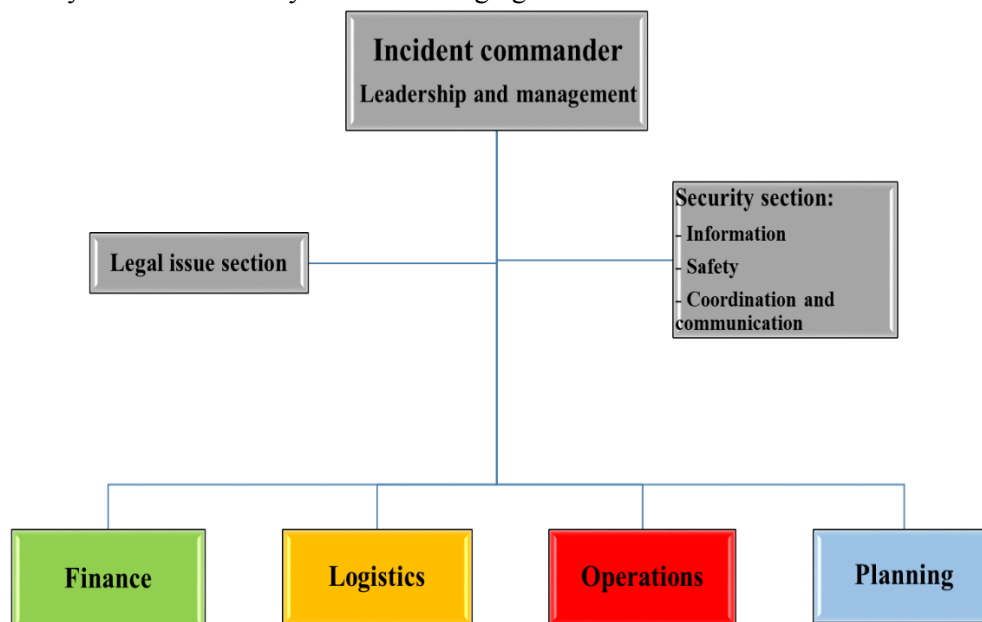 Incident commander
Leadership and management
Security section:
- Information
- Safety
- Coordination and
communication
Legal issue section
Finance
Logistics
Operations
Planning